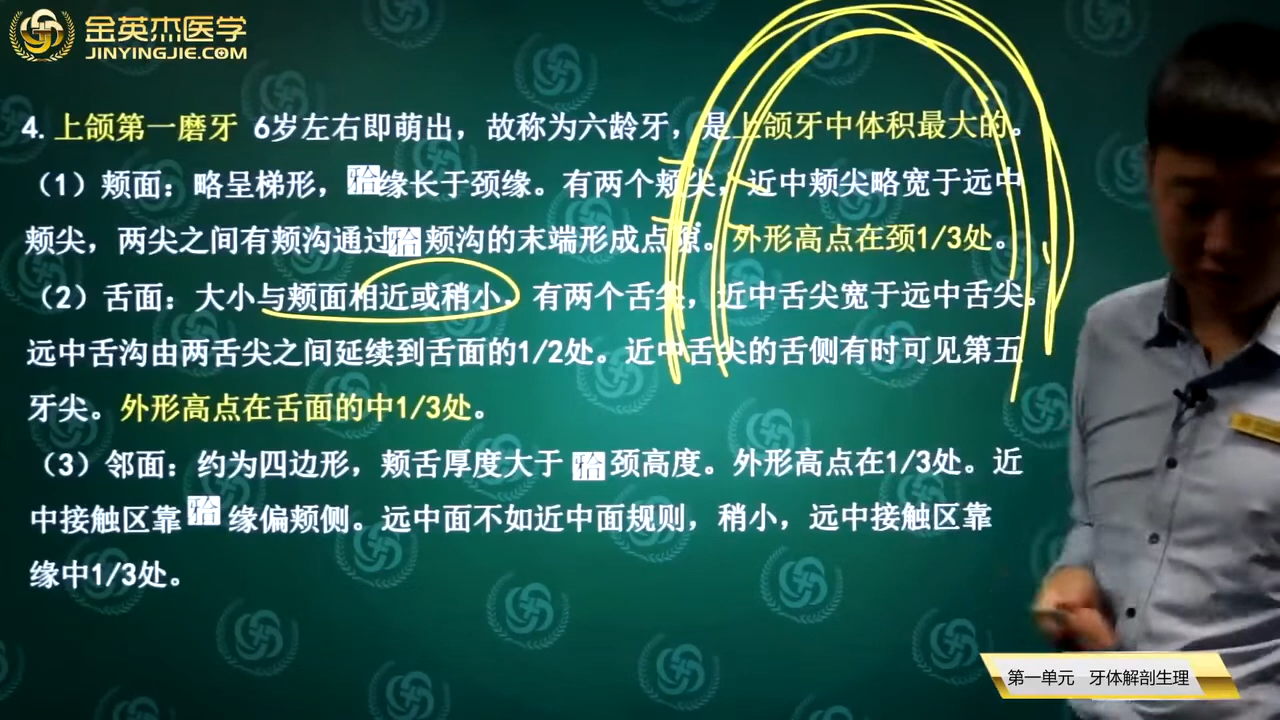 金英杰医学
JINYINGJIE.COM
4. 上颌第一磨牙 6岁左右即萌出，故称为六龄牙，是上颌牙中体积最大的。
（1）颊面：略呈梯形，𬌗缘长于颈缘。有两个颊尖，近中颊尖略宽于远中
颊尖，两尖之间有颊沟通过𬌗 颊沟的末端形成点隙。外形高点在颈1/3处。
（2）舌面：大小与颊面相近或稍小，有两个舌尖，近中舌尖宽于远中舌尖。
远中舌沟由两舌尖之间延续到舌面的1/2处。近中舌尖的舌侧有时可见第五
牙尖。外形高点在舌面的中1/3处。
（3）邻面：约为四边形，颊舌厚度大于 𬌗 颈高度。外形高点在1/3处。近
中接触区靠 𬌗 缘偏颊侧。远中面不如近中面规则，稍小，远中接触区靠
缘中1/3处。
第一单元 牙体解剖生理